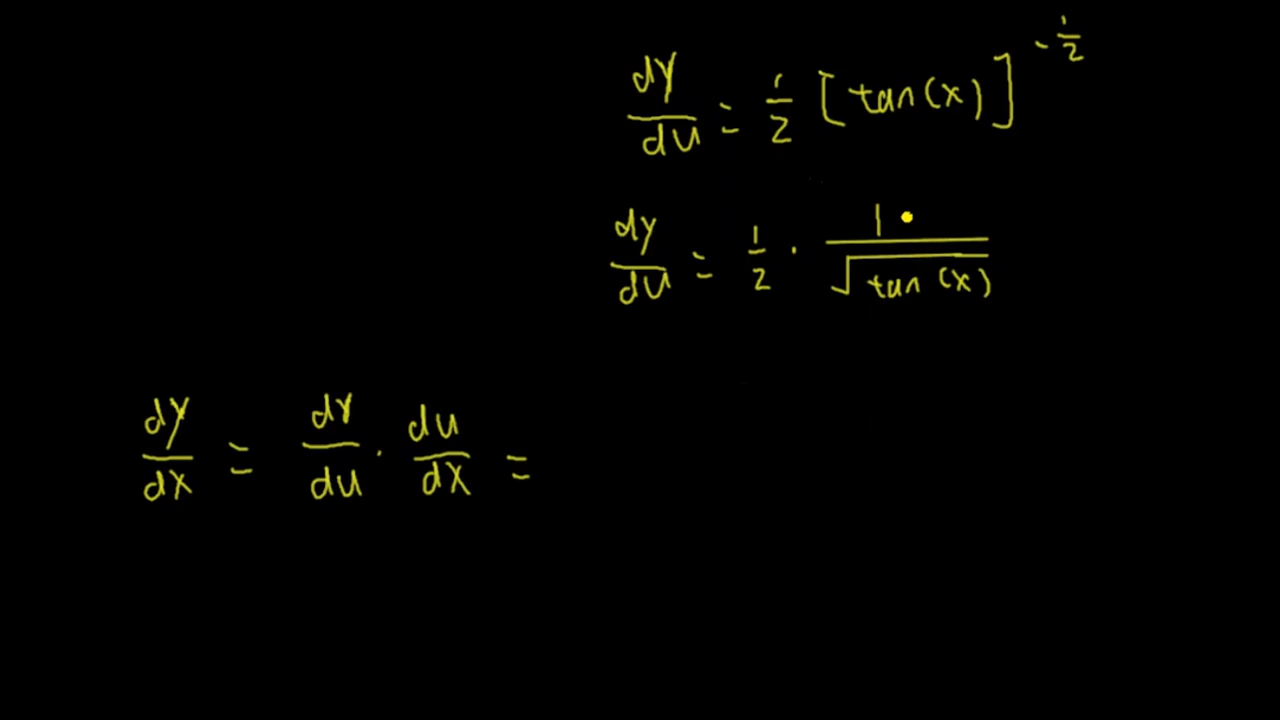 dy/du = 1/2 [tan(x)]^(-1/2)
dy/du = 1/2 · 1/√tan(x)
dy/dx = dy/du · du/dx =